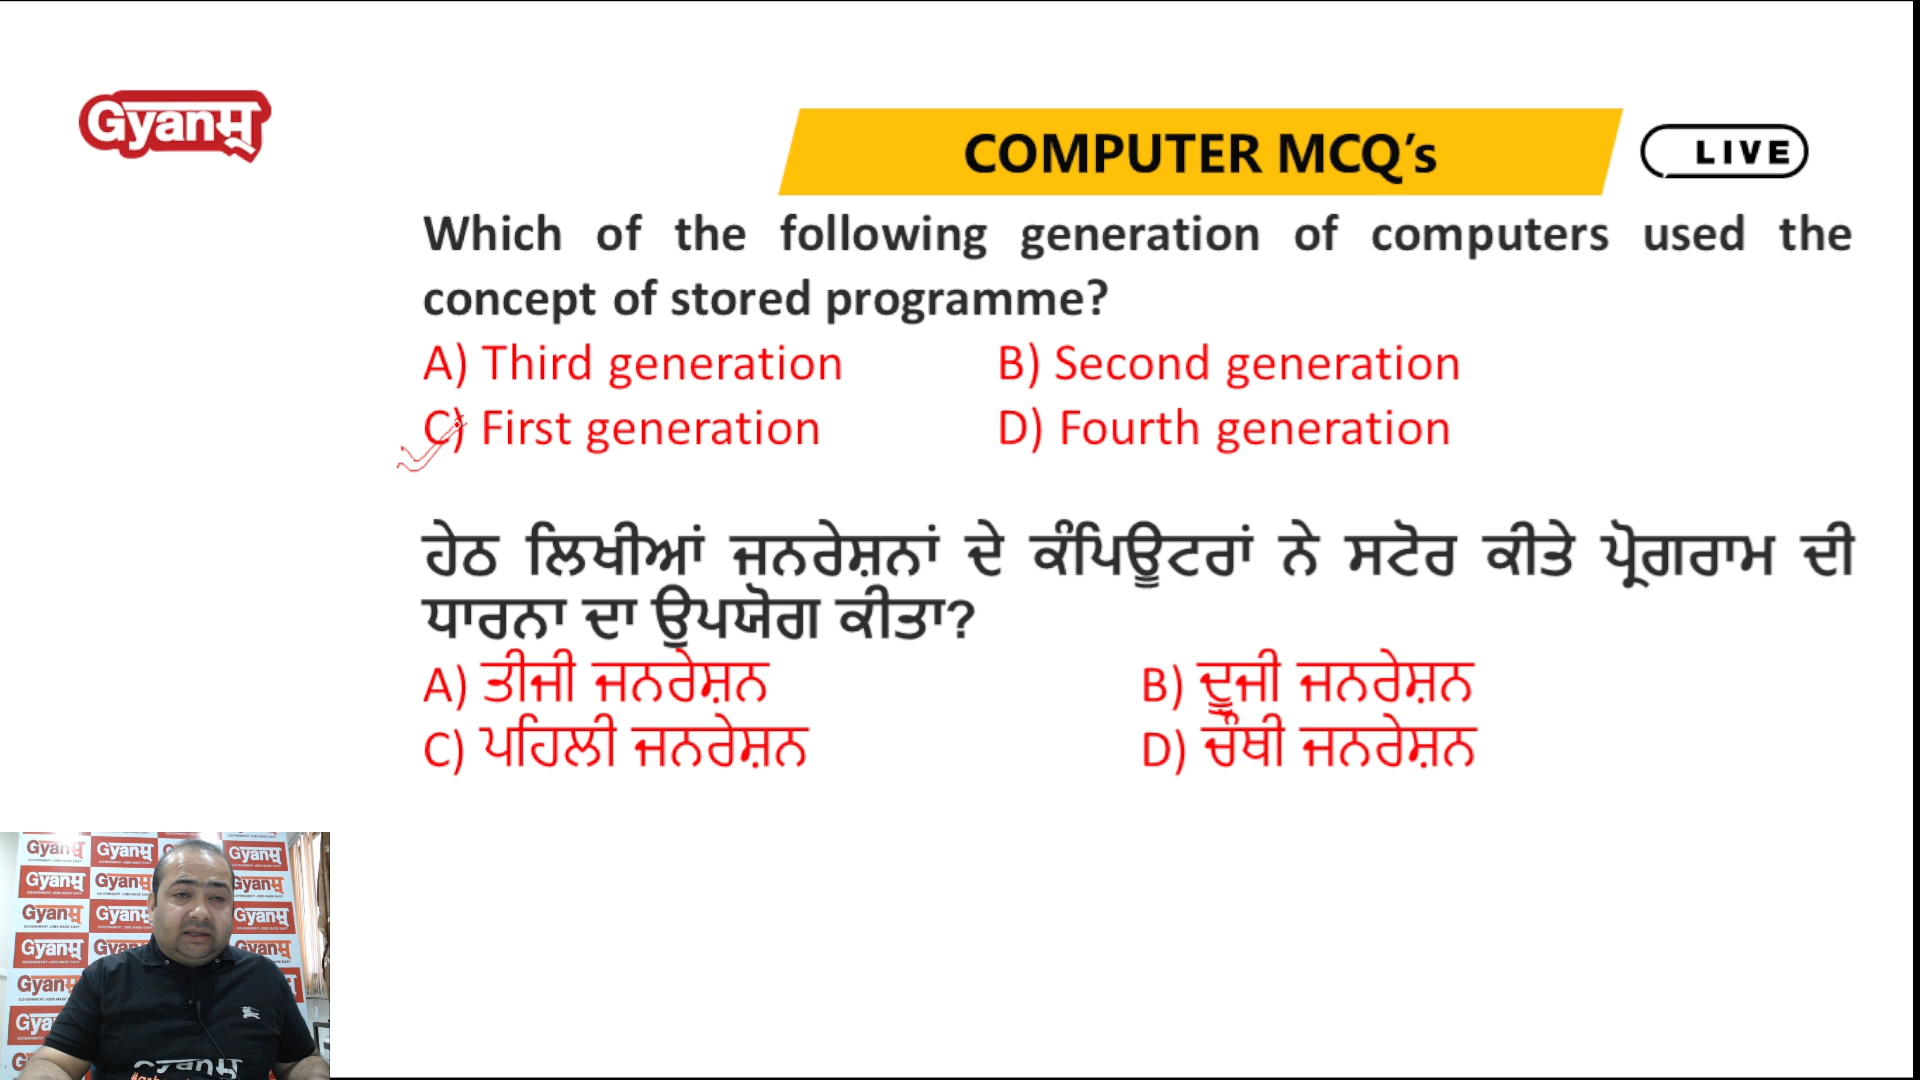 Gyanਸੂ
COMPUTER MCQ’s
LIVE
Which of the following generation of computers used the
concept of stored programme?
A) Third generation B) Second generation
C) First generation D) Fourth generation
ਹੇਠ ਲਿਖੀਆਂ ਜਨਰੇਸ਼ਨਾਂ ਦੇ ਕੰਪਿਊਟਰਾਂ ਨੇ ਸਟੋਰ ਕੀਤੇ ਪ੍ਰੋਗਰਾਮ ਦੀ
ਧਾਰਨਾ ਦਾ ਉਪਯੋਗ ਕੀਤਾ?
A) ਤੀਜੀ ਜਨਰੇਸ਼ਨ B) ਦੂਜੀ ਜਨਰੇਸ਼ਨ
C) ਪਹਿਲੀ ਜਨਰੇਸ਼ਨ D) ਚੌਥੀ ਜਨਰੇਸ਼ਨ